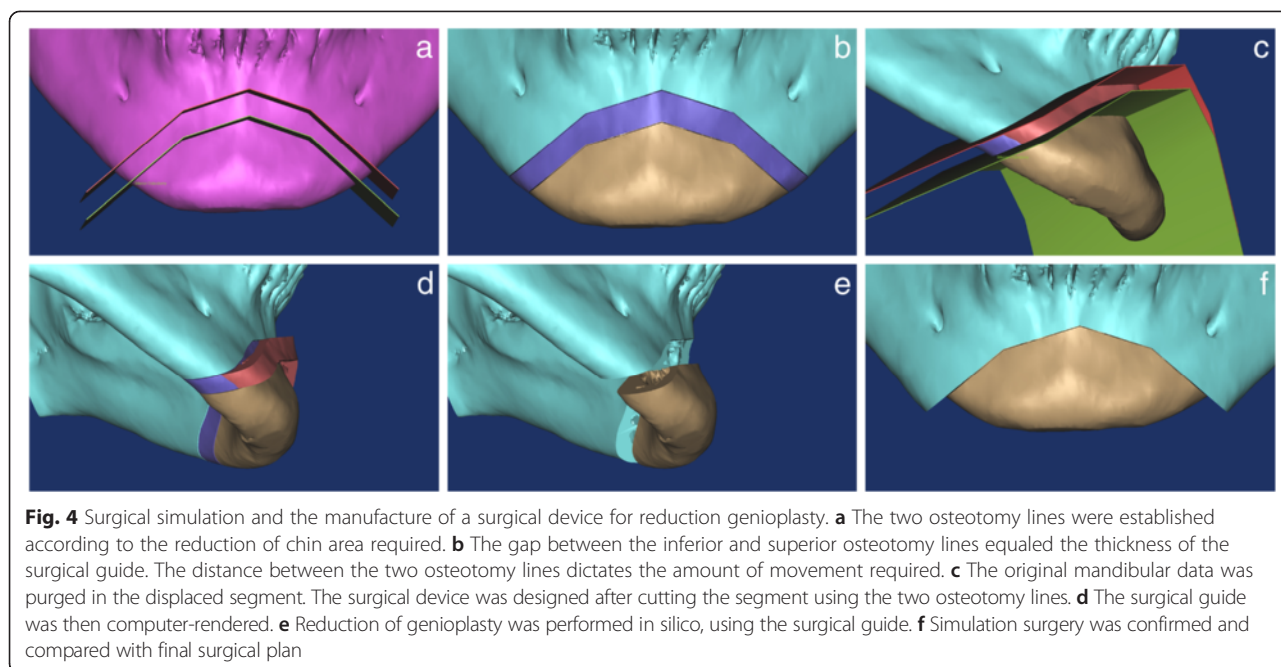 a
b
c
d
e
f
Fig. 4 Surgical simulation and the manufacture of a surgical device for reduction genioplasty. a The two osteotomy lines were established
according to the reduction of chin area required. b The gap between the inferior and superior osteotomy lines equaled the thickness of the
surgical guide. The distance between the two osteotomy lines dictates the amount of movement required. c The original mandibular data was
purged in the displaced segment. The surgical device was designed after cutting the segment using the two osteotomy lines. d The surgical guide
was then computer-rendered. e Reduction of genioplasty was performed in silico, using the surgical guide. f Simulation surgery was confirmed and
compared with final surgical plan